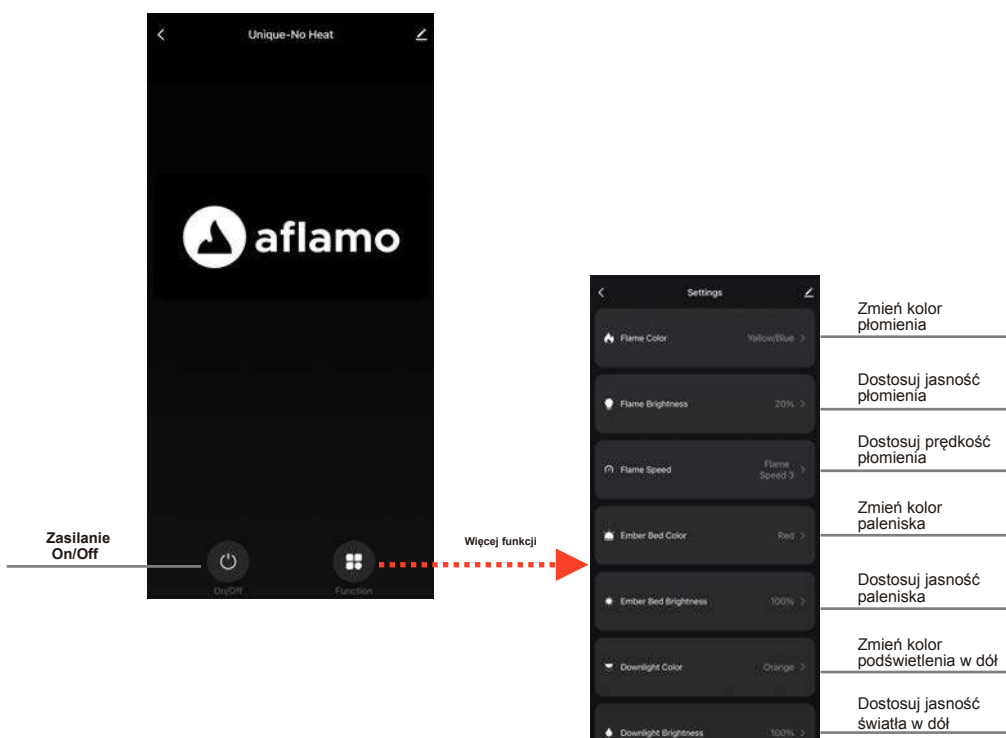 Unique-No Heat
aflamo
Zasilanie
On/Off
On/Off
Function
Więcej funkcji
Settings
Flame Color
Yellow/Blue
Flame Brightness
20%
Flame Speed
Flame
Speed 3
Ember Bed Color
Red
Ember Bed Brightness
100%
Downlight Color
Orange
Downlight Brightness
100%
Zmień kolor
płomienia
Dostosuj jasność
płomienia
Dostosuj prędkość
płomienia
Zmień kolor
paleniska
Dostosuj jasność
paleniska
Zmień kolor
podświetlenia w dół
Dostosuj jasność
światła w dół